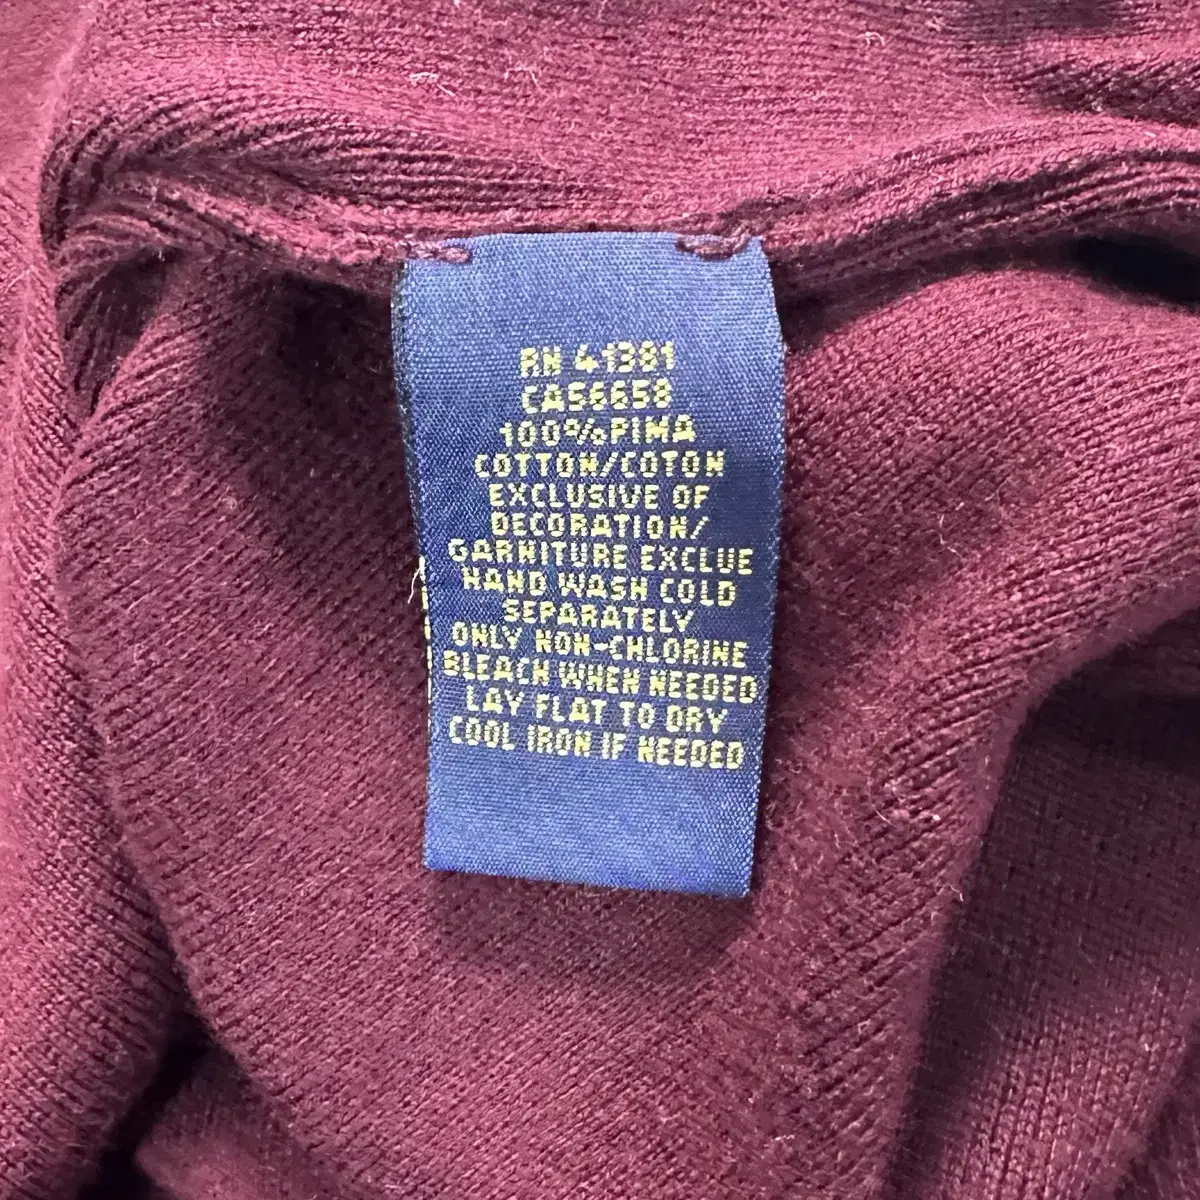 RN 41381
CA56658
100% PIMA
COTTON/COTON
EXCLUSIVE OF
DECORATION/
GARNITURE EXCLUE
HAND WASH COLD
SEPARATELY
ONLY NON-CHLORINE
BLEACH WHEN NEEDED
LAY FLAT TO DRY
COOL IRON IF NEEDED